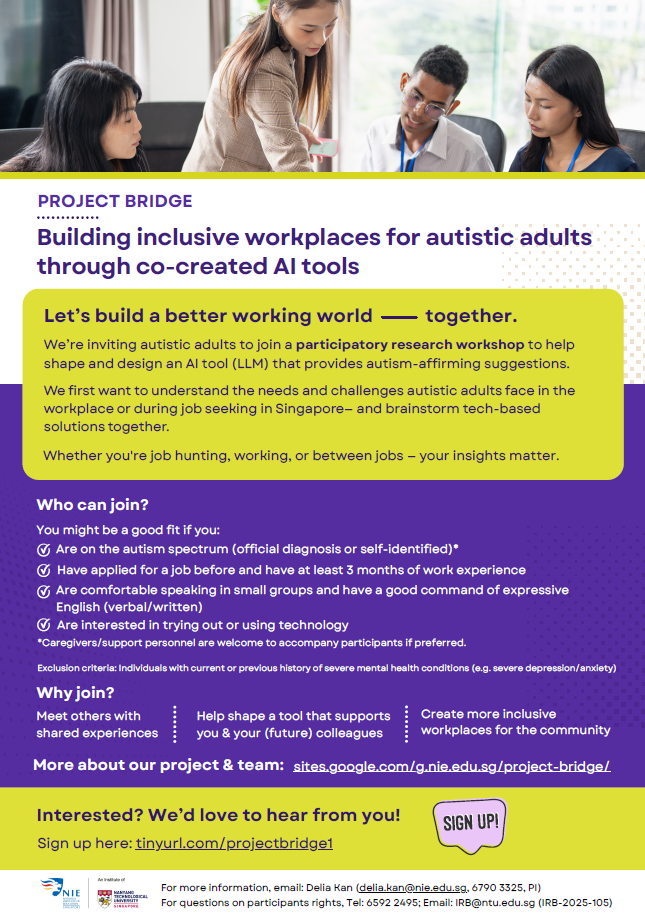 PROJECT BRIDGE
Building inclusive workplaces for autistic adults
through co-created AI tools
Let's build a better working world —— together.
We're inviting autistic adults to join a participatory research workshop to help
shape and design an AI tool (LLM) that provides autism-affirming suggestions.
We first want to understand the needs and challenges autistic adults face in the
workplace or during job seeking in Singapore– and brainstorm tech-based
solutions together.
Whether you're job hunting, working, or between jobs – your insights matter.
Who can join?
You might be a good fit if you:
Are on the autism spectrum (official diagnosis or self-identified)*
Have applied for a job before and have at least 3 months of work experience
Are comfortable speaking in small groups and have a good command of expressive
English (verbal/written)
Are interested in trying out or using technology
*Caregivers/support personnel are welcome to accompany participants if preferred.
Exclusion criteria: Individuals with current or previous history of severe mental health conditions (e.g. severe depression/anxiety)
Why join?
Meet others with
shared experiences
Help shape a tool that supports
you & your (future) colleagues
Create more inclusive
workplaces for the community
More about our project & team: sites.google.com/g.nie.edu.sg/project-bridge/
Interested? We'd love to hear from you!
Sign up here: tinyurl.com/projectbridge1
SIGN UP!
NIE
An Institute of
NANYANG
TECHNOLOGICAL
UNIVERSITY
SINGAPORE
For more information, email: Delia Kan (delia.kan@nie.edu.sg, 6790 3325, PI)
For questions on participants rights, Tel: 6592 2495; Email: IRB@ntu.edu.sg (IRB-2025-105)